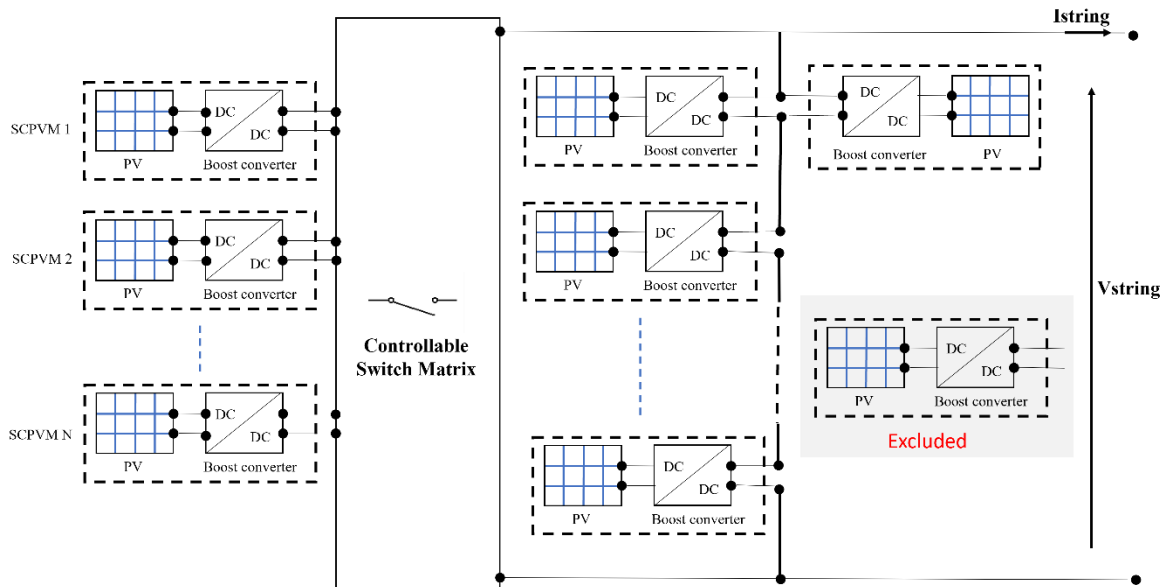 Istring
SCPVM 1
DC
DC
PV
Boost converter
DC
DC
PV
Boost converter
DC
DC
Boost converter
PV
SCPVM 2
DC
DC
PV
Boost converter
DC
DC
PV
Boost converter
Vstring
Controllable
Switch Matrix
DC
DC
PV
Boost converter
Excluded
SCPVM N
DC
DC
PV
Boost converter
DC
DC
PV
Boost converter